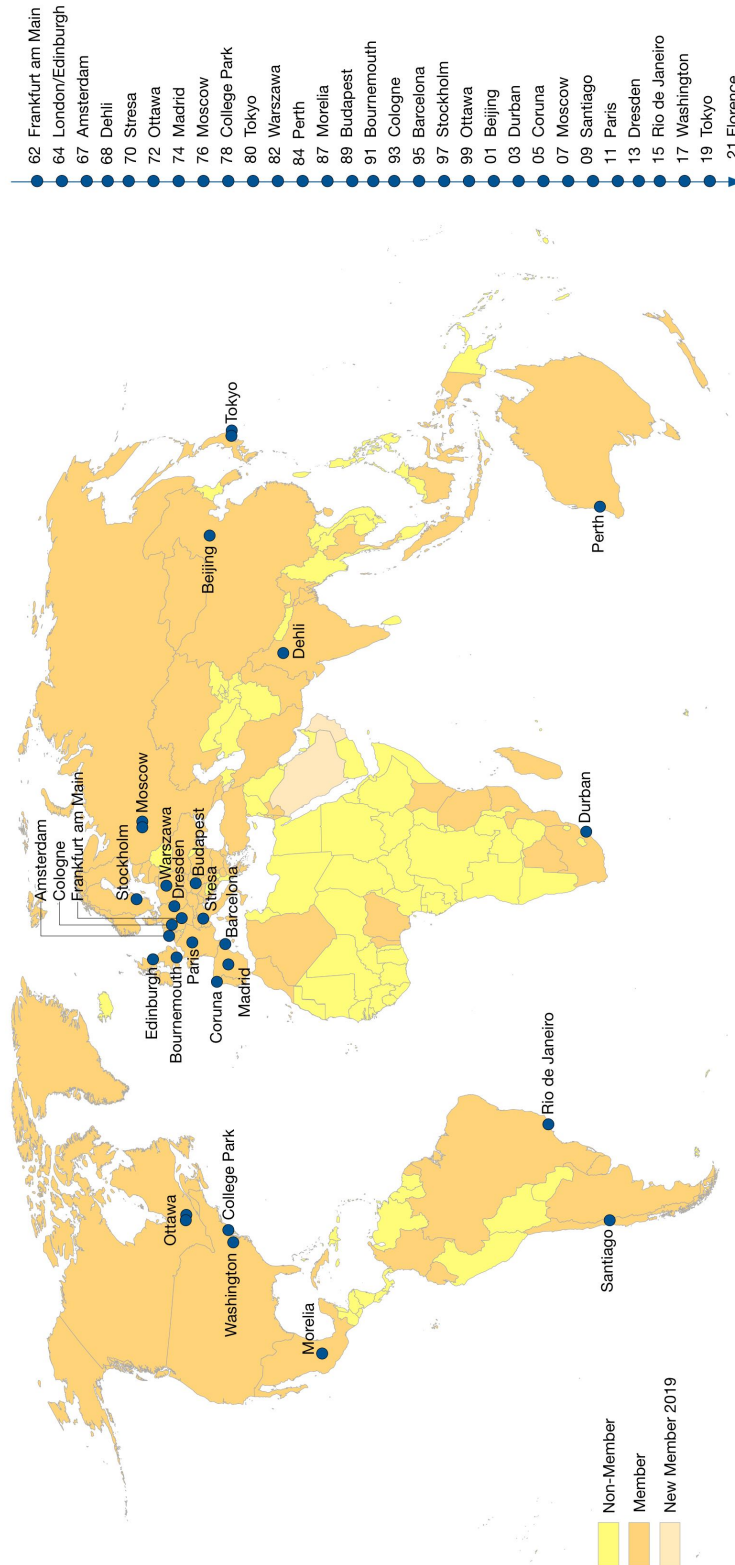 62 Frankfurt am Main
64 London/Edinburgh
67 Amsterdam
68 Dehli
70 Stresa
72 Ottawa
74 Madrid
76 Moscow
78 College Park
80 Tokyo
82 Warszawa
84 Perth
87 Morelia
89 Budapest
91 Bournemouth
93 Cologne
95 Barcelona
97 Stockholm
99 Ottawa
01 Beijing
03 Durban
05 Coruna
07 Moscow
09 Santiago
11 Paris
13 Dresden
15 Rio de Janeiro
17 Washington
19 Tokyo
21 Florence
Amsterdam
Cologne
Frankfurt am Main
Stockholm
Moscow
Edinburgh
Warszawa
Bournemouth
Dresden
Paris
Budapest
Stresa
Coruna
Barcelona
Madrid
Ottawa
College Park
Washington
Morelia
Beijing
Tokyo
Dehli
Rio de Janeiro
Santiago
Durban
Perth
Non-Member
Member
New Member 2019